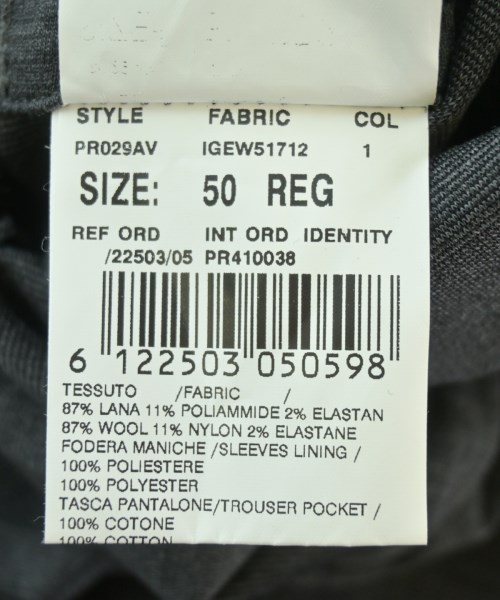 STYLE FABRIC COL
PR029AV IGEW51712 1
SIZE: 50 REG
REF ORD INT ORD IDENTITY
/22503/05 PR410038
6 122503 050598
TESSUTO /FABRIC /
87% LANA 11% POLIAMMIDE 2% ELASTAN
87% WOOL 11% NYLON 2% ELASTANE
FODERA MANICHE /SLEEVES LINING /
100% POLIESTERE
100% POLYESTER
TASCA PANTALONE/TROUSER POCKET /
100% COTONE
100% COTTON